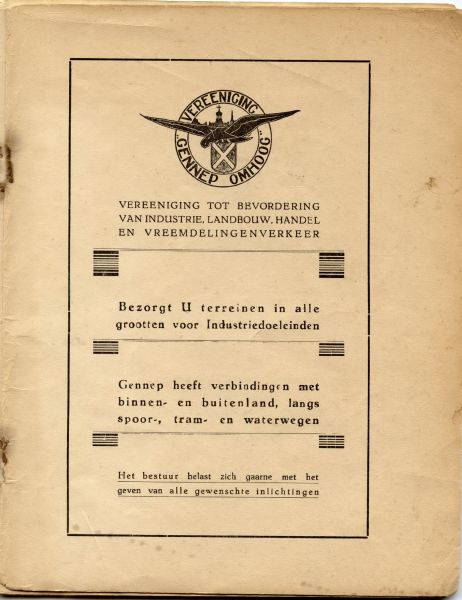 VEREENIGING
"GENNEP OMHOOG"
VEREENIGING TOT BEVORDERING
VAN INDUSTRIE, LANDBOUW, HANDEL
EN VREEMDELINGENVERKEER
Bezorgt U terreinen in alle
grootten voor Industriedoeleinden
Gennep heeft verbindingen met
binnen- en buitenland, langs
spoor-, tram- en waterwegen
Het bestuur belast zich gaarne met het
geven van alle gewenschte inlichtingen